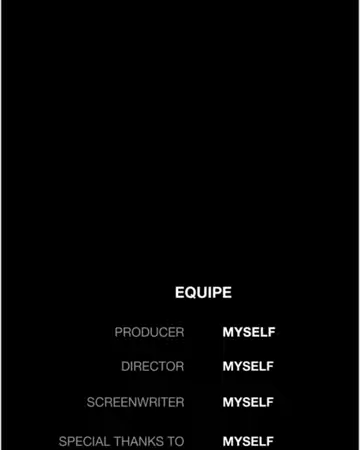 EQUIPE
PRODUCER MYSELF
DIRECTOR MYSELF
SCREENWRITER MYSELF
SPECIAL THANKS TO MYSELF